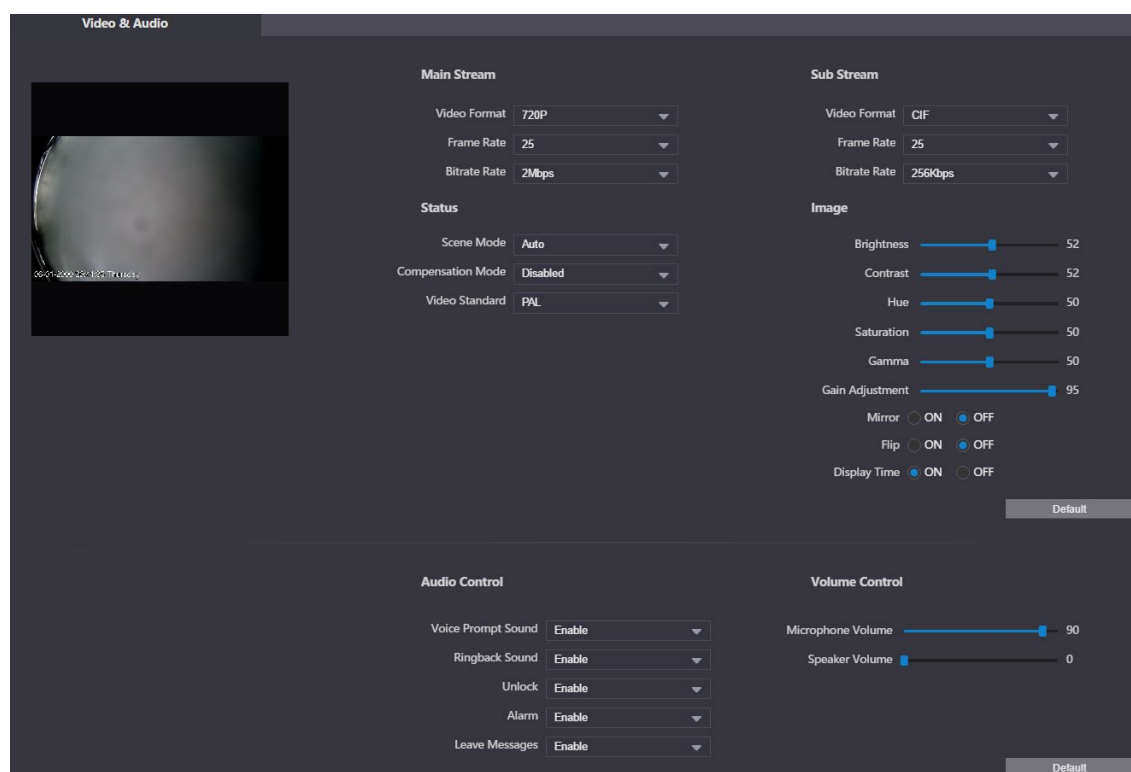 Video & Audio
Main Stream
Video Format 720P
Frame Rate 25
Bitrate Rate 2Mbps
Status
Scene Mode Auto
Compensation Mode Disabled
Video Standard PAL
Sub Stream
Video Format CIF
Frame Rate 25
Bitrate Rate 256Kbps
Image
Brightness 52
Contrast 52
Hue 50
Saturation 50
Gamma 50
Gain Adjustment 95
Mirror ON OFF
Flip ON OFF
Display Time ON OFF
Default
Audio Control
Voice Prompt Sound Enable
Ringback Sound Enable
Unlock Enable
Alarm Enable
Leave Messages Enable
Volume Control
Microphone Volume 90
Speaker Volume 0
Default